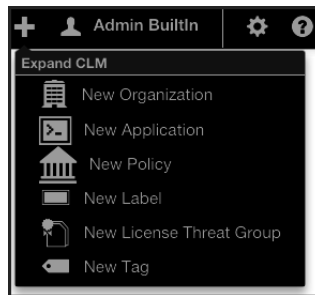 Admin BuiltIn
Expand CLM
New Organization
New Application
New Policy
New Label
New License Threat Group
New Tag